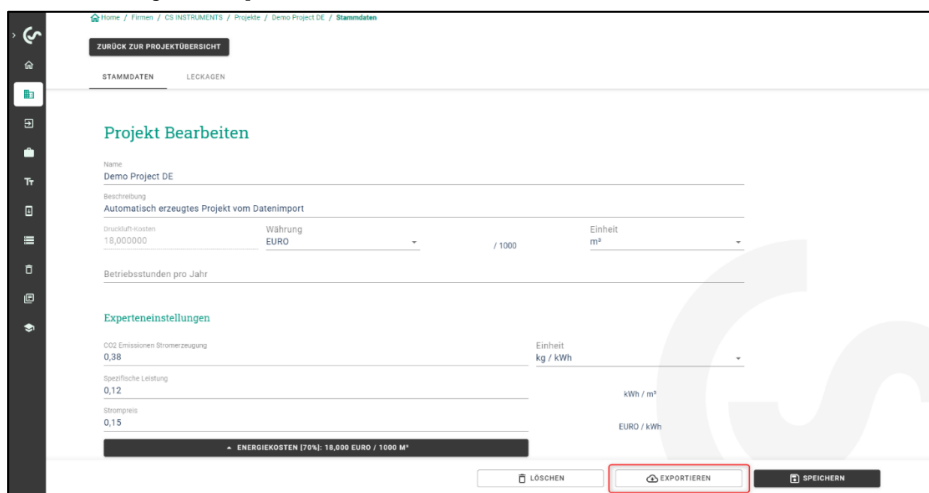 Home / Firmen / CS INSTRUMENTS / Projekte / Demo Project DE / Stammdaten
ZURÜCK ZUR PROJEKTÜBERSICHT
STAMMDATEN LECKAGEN
Projekt Bearbeiten
Name
Demo Project DE
Beschreibung
Automatisch erzeugtes Projekt vom Datenimport
Druckluft-Kosten Währung Einheit
18,000000 EURO / 1000 m³
Betriebsstunden pro Jahr
Experteneinstellungen
CO2 Emissionen Stromerzeugung Einheit
0,38 kg / kWh
Spezifische Leistung
0,12 kWh / m³
Strompreis
0,15 EURO / kWh
ENERGIEKOSTEN [70%]: 18,000 EURO / 1000 M³
LÖSCHEN EXPORTIEREN SPEICHERN